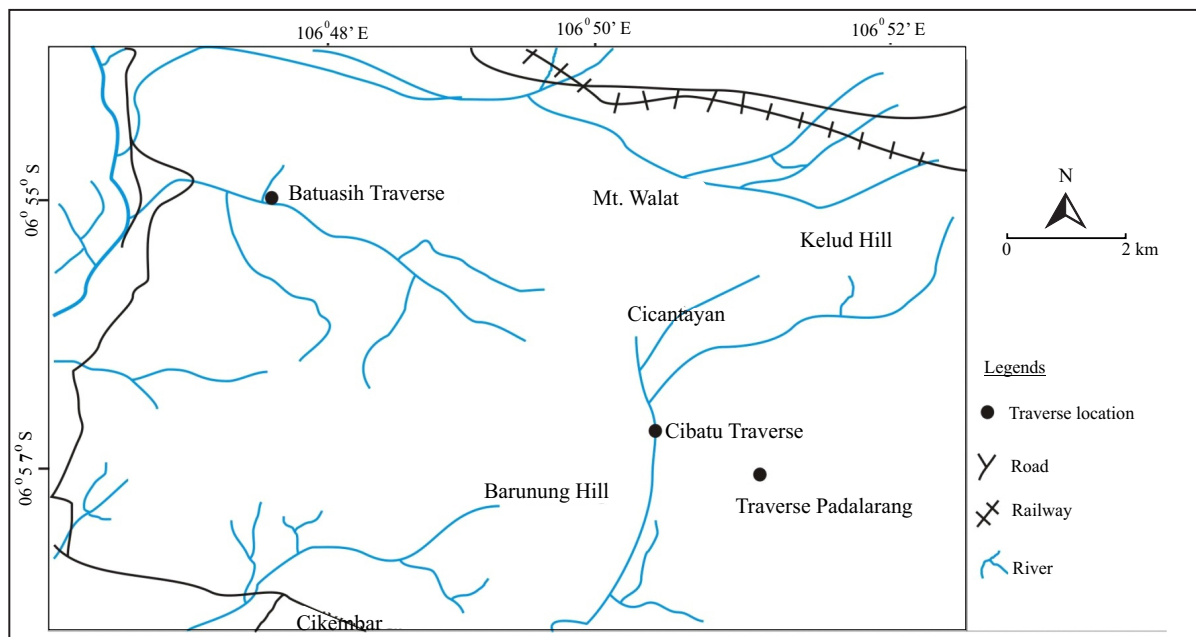 106° 48' E
106° 50' E
106° 52' E
06° 55° S
Batuasih Traverse
Mt. Walat
Kelud Hill
N
0
2 km
Cicantayan
Legends
Traverse location
Cibatu Traverse
06° 57° S
Road
Barunung Hill
Traverse Padalarang
Railway
River
Cikembar